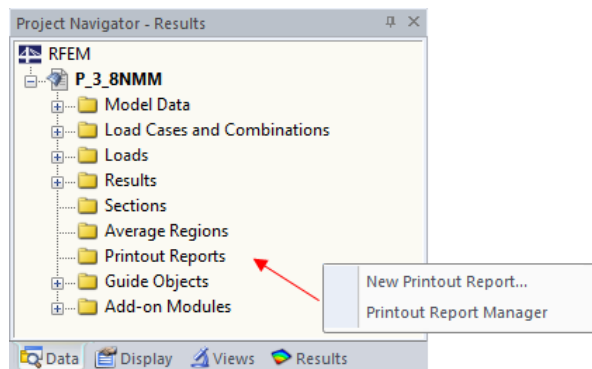 Project Navigator - Results
RFEM
P_3_8NMM
Model Data
Load Cases and Combinations
Loads
Results
Sections
Average Regions
Printout Reports
Guide Objects
Add-on Modules
New Printout Report...
Printout Report Manager
Data Display Views Results